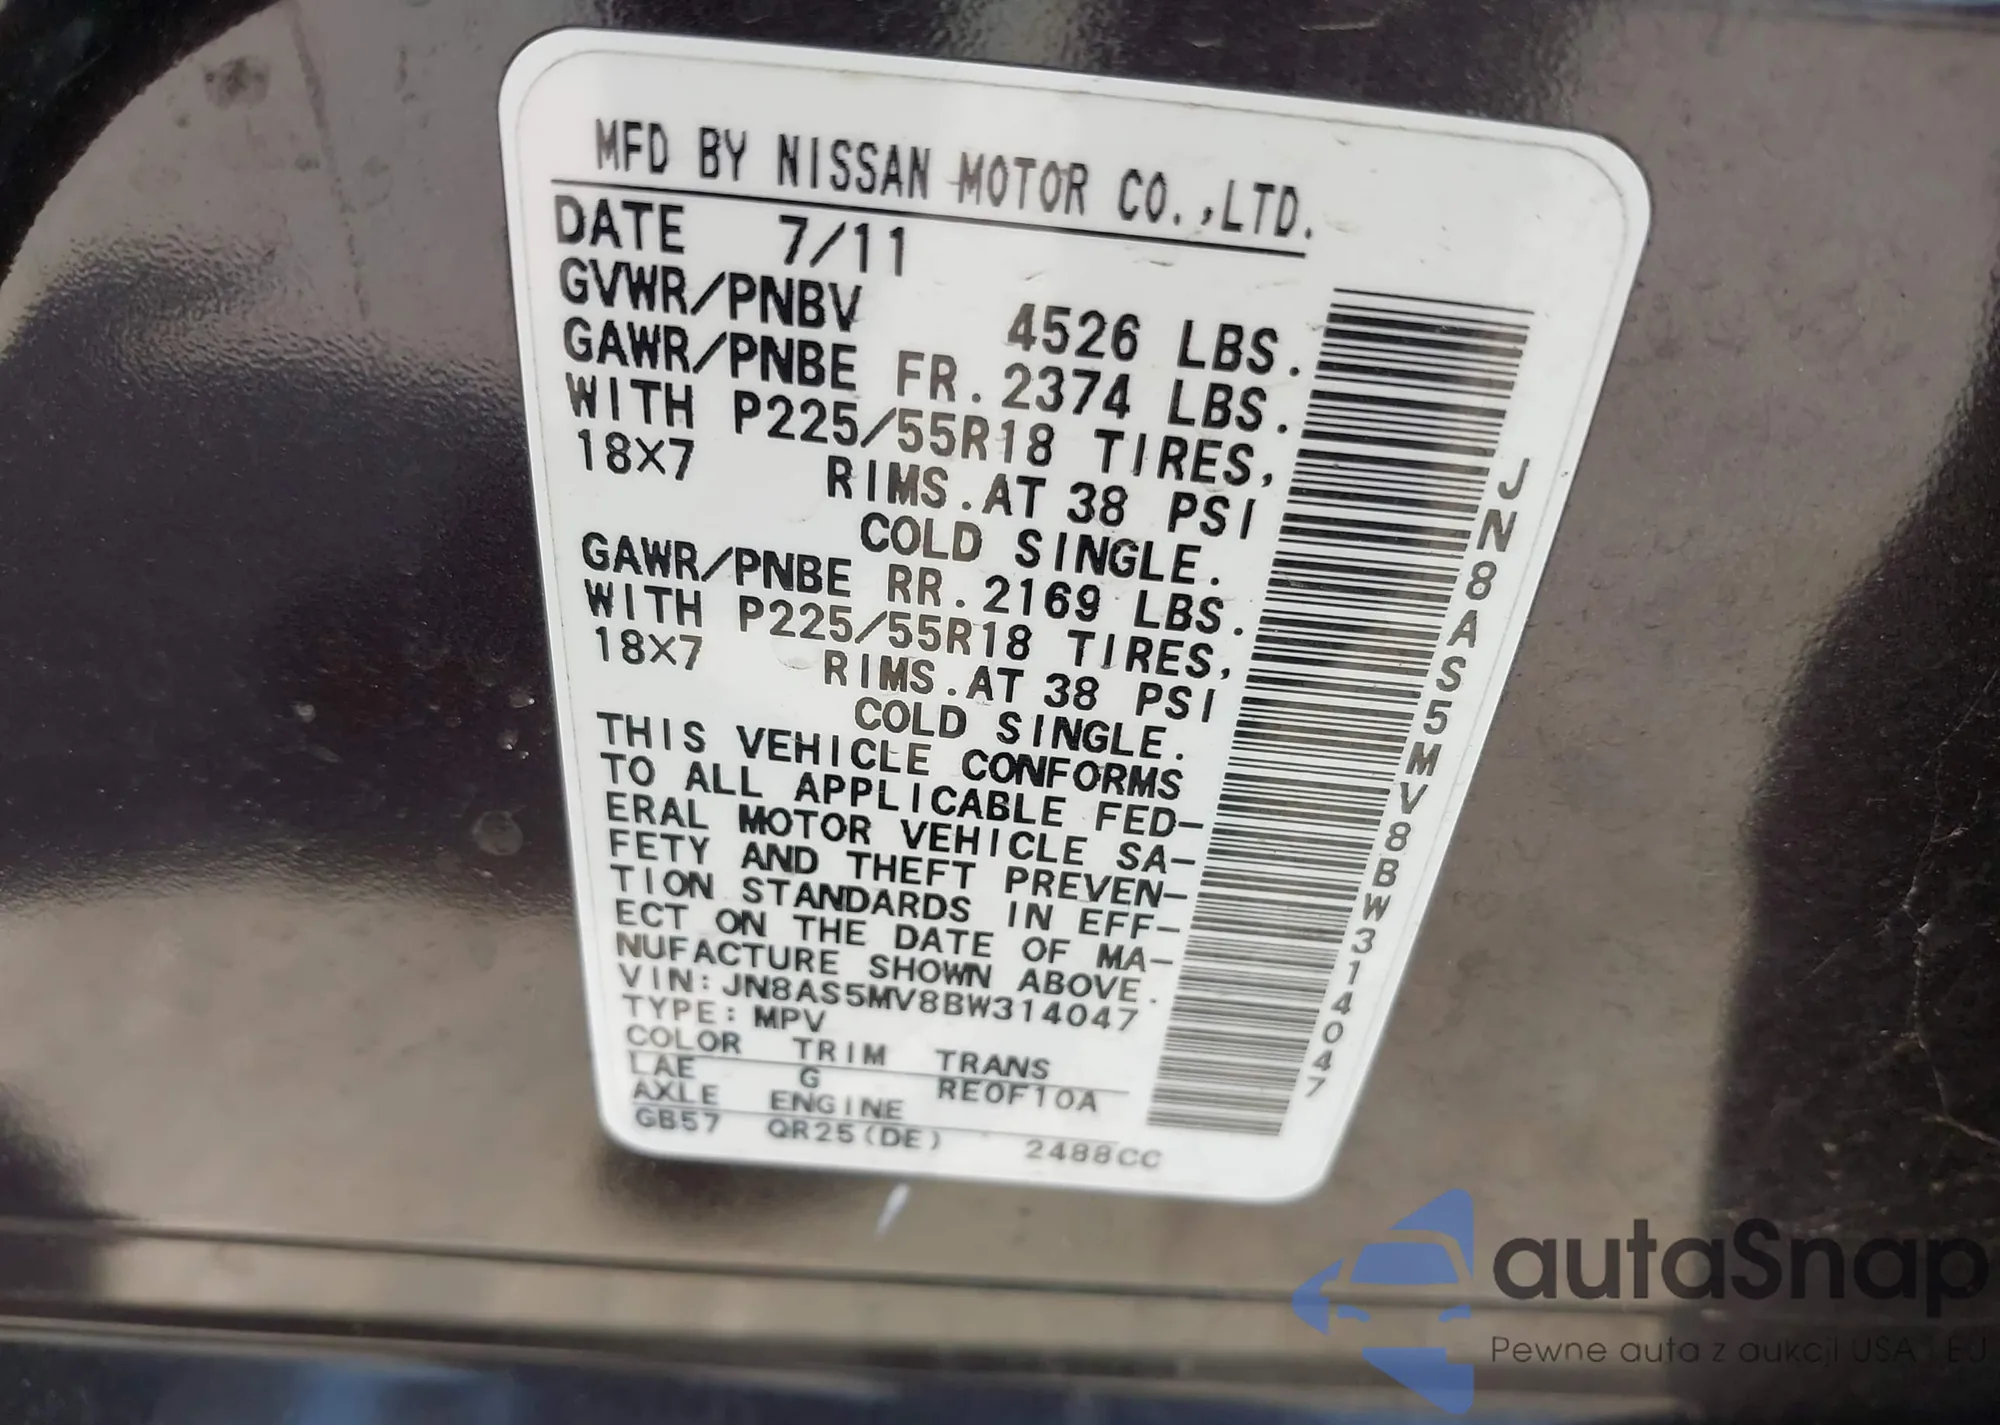 MFD BY NISSAN MOTOR CO.,LTD.
DATE 7/11
GVWR/PNBV 4526 LBS.
GAWR/PNBE FR.2374 LBS.
WITH P225/55R18 TIRES,
18X7 RIMS.AT 38 PSI
COLD SINGLE.
GAWR/PNBE RR.2169 LBS.
WITH P225/55R18 TIRES,
18X7 RIMS.AT 38 PSI
COLD SINGLE.
THIS VEHICLE CONFORMS
TO ALL APPLICABLE FED-
ERAL MOTOR VEHICLE SA-
FETY AND THEFT PREVEN-
TION STANDARDS IN EFF-
ECT ON THE DATE OF MA-
NUFACTURE SHOWN ABOVE.
VIN:JN8AS5MV8BW314047
TYPE:MPV
COLOR TRIM TRANS
LAE G RE0F10A
AXLE ENGINE
GB57 QR25(DE) 2488CC
JN8AS5MV8BW314047
autaSnap
Pewne auta z aukcji USA i EU